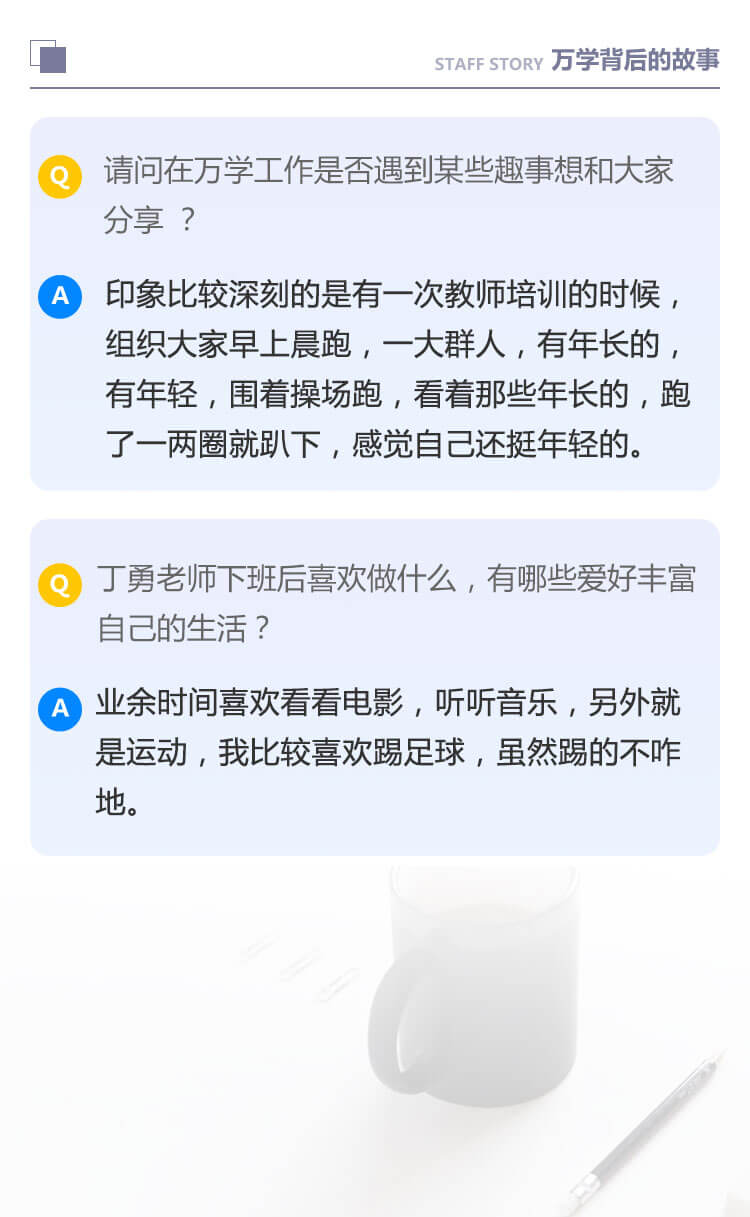 STAFF STORY 万学背后的故事
Q 请问在万学工作是否遇到某些趣事想和大家
分享 ？
A 印象比较深刻的是有一次教师培训的时候，
组织大家早上晨跑，一大群人，有年长的，
有年轻，围着操场跑，看着那些年长的，跑
了一两圈就趴下，感觉自己还挺年轻的。
Q 丁勇老师下班后喜欢做什么，有哪些爱好丰富
自己的生活？
A 业余时间喜欢看看电影，听听音乐，另外就
是运动，我比较喜欢踢足球，虽然踢的不咋
地。